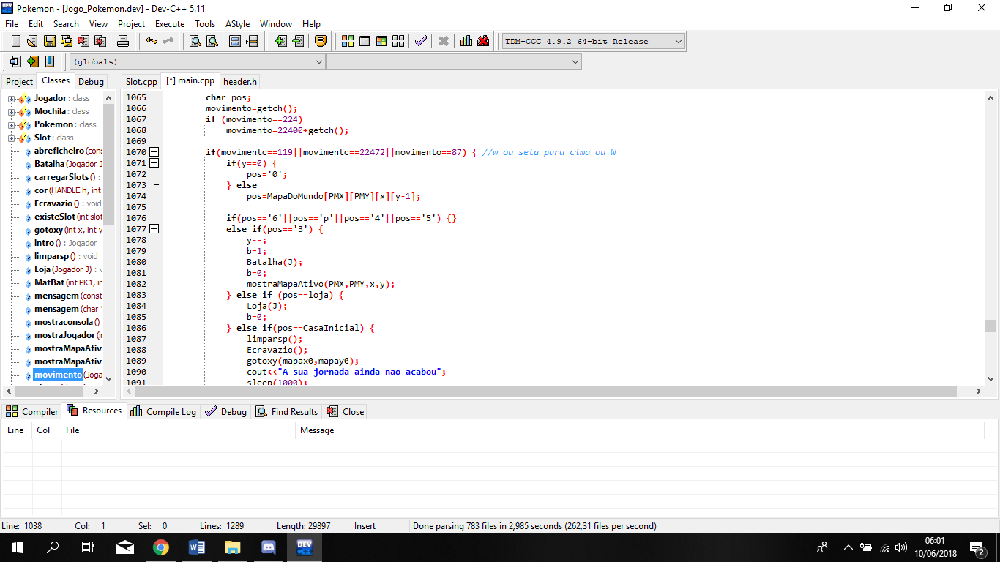 Pokemon - [Jogo_Pokemon.dev] - Dev-C++ 5.11
File Edit Search View Project Execute Tools AStyle Window Help
TDM-GCC 4.9.2 64-bit Release
(globals)
Project Classes Debug
Slot.cpp [*] main.cpp header.h
Jogador : class
Mochila : class
Pokemon : class
Slot : class
abreficheiro (cons
Batalha (Jogador J
carregarSlots () :
cor (HANDLE h, int
Ecravazio () : void
existeSlot (int slot
gotoxy (int x, int y
intro () : Jogador
limparsp () : void
Loja (Jogador J) : v
MatBat (int PK1, in
mensagem (const
mensagem (char *
mostraconsola ()
mostraJogador (in
mostraMapaAtiv
mostraMapaAtiv
movimento (Joga
1065 char pos;
1066 movimento=getch();
1067 if (movimento==224)
1068 movimento=22400+getch();
1069
1070 if(movimento==119||movimento==22472||movimento==87) { //w ou seta para cima ou W
1071 if(y==0) {
1072 pos='0';
1073 } else
1074 pos=MapaDoMundo[PMX][PMY][x][y-1];
1075
1076 if(pos=='6'||pos=='p'||pos=='4'||pos=='5') {}
1077 else if(pos=='3') {
1078 y--;
1079 b=1;
1080 Batalha(J);
1081 b=0;
1082 mostraMapaAtivo(PMX,PMY,x,y);
1083 } else if (pos==loja) {
1084 Loja(J);
1085 b=0;
1086 } else if(pos==CasaInicial) {
1087 limparsp();
1088 Ecravazio();
1089 gotoxy(mapax0,mapay0);
1090 cout<<"A sua jornada ainda nao acabou";
1091 sleep(1000);
Compiler Resources Compile Log Debug Find Results Close
Line Col File Message
Line: 1038 Col: 1 Sel: 0 Lines: 1289 Length: 29897 Insert Done parsing 783 files in 2,985 seconds (262,31 files per second)
DEV
06:01
10/06/2018
2